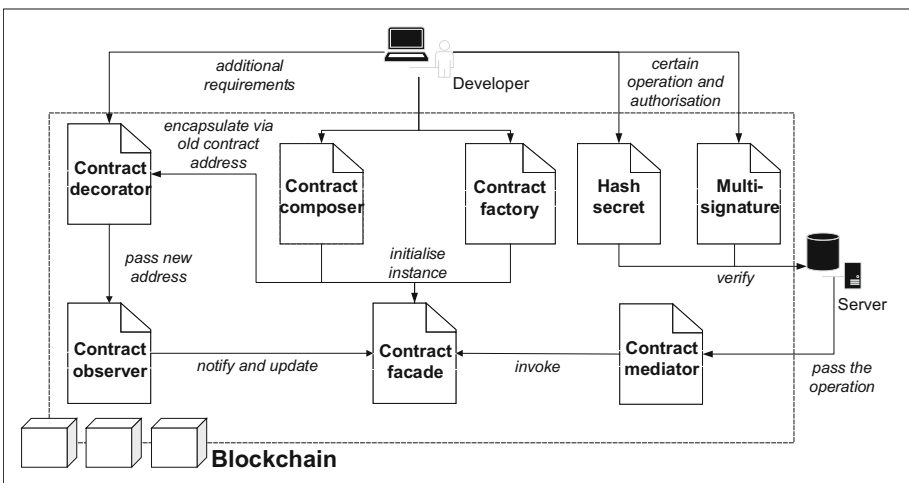 additional
requirements
Developer
certain
operation and
authorisation
encapsulate via
old contract
address
Contract
decorator
Contract
composer
Contract
factory
Hash
secret
Multi-
signature
pass new
address
initialise
instance
verify
Server
Contract
observer
notify and update
Contract
facade
invoke
Contract
mediator
pass the
operation
Blockchain